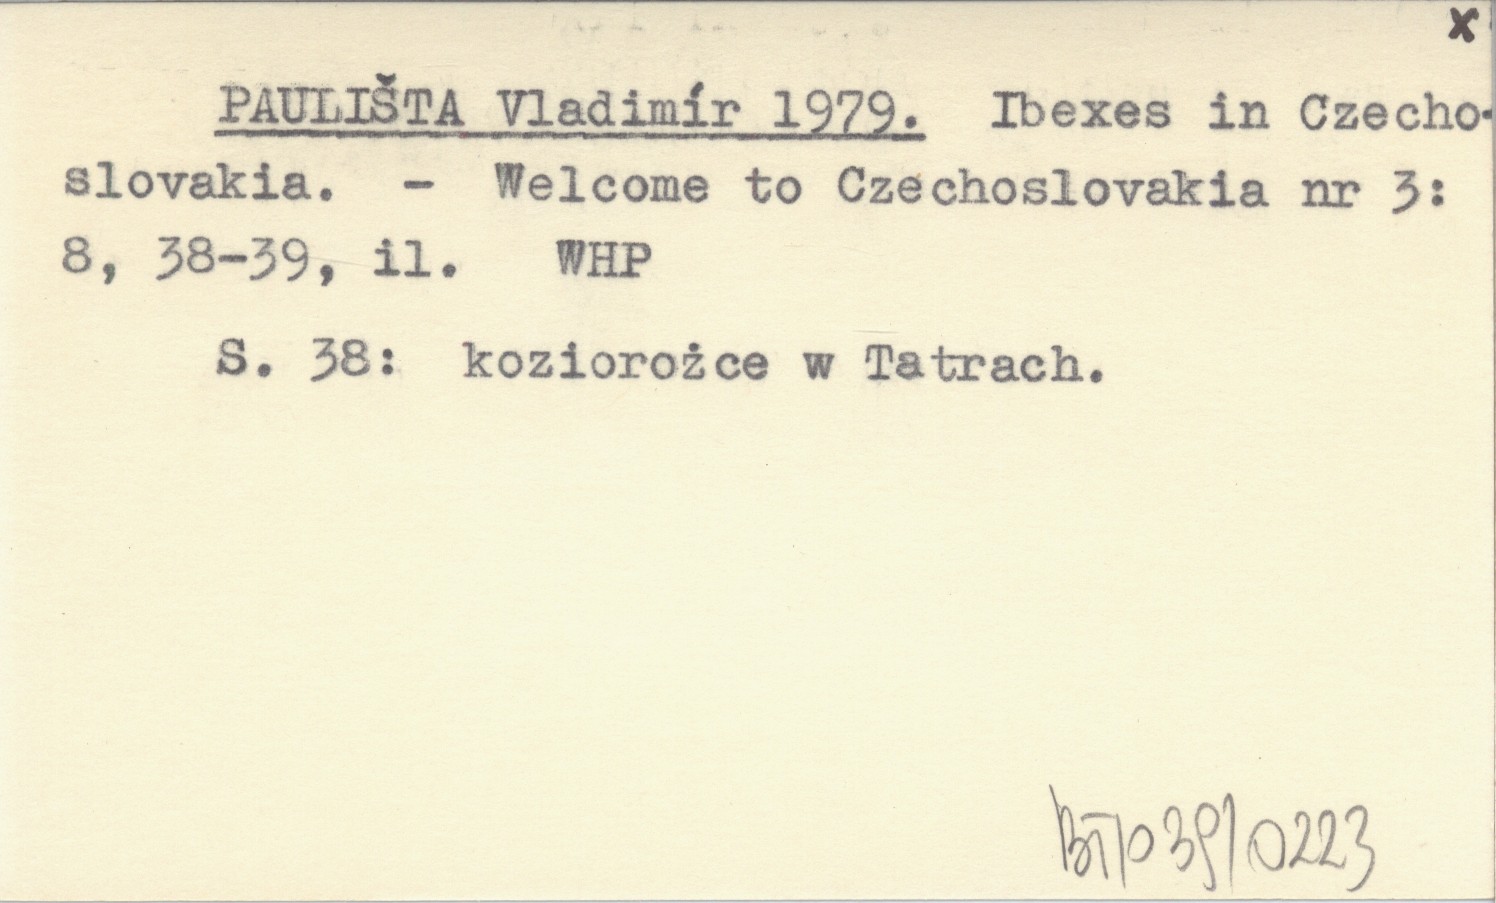 x
PAULIŠTA Vladimír 1979. Ibexes in Czecho-
slovakia. - Welcome to Czechoslovakia nr 3:
8, 38-39, il. WHP
S. 38: koziorożce w Tatrach.
BT/039/0223